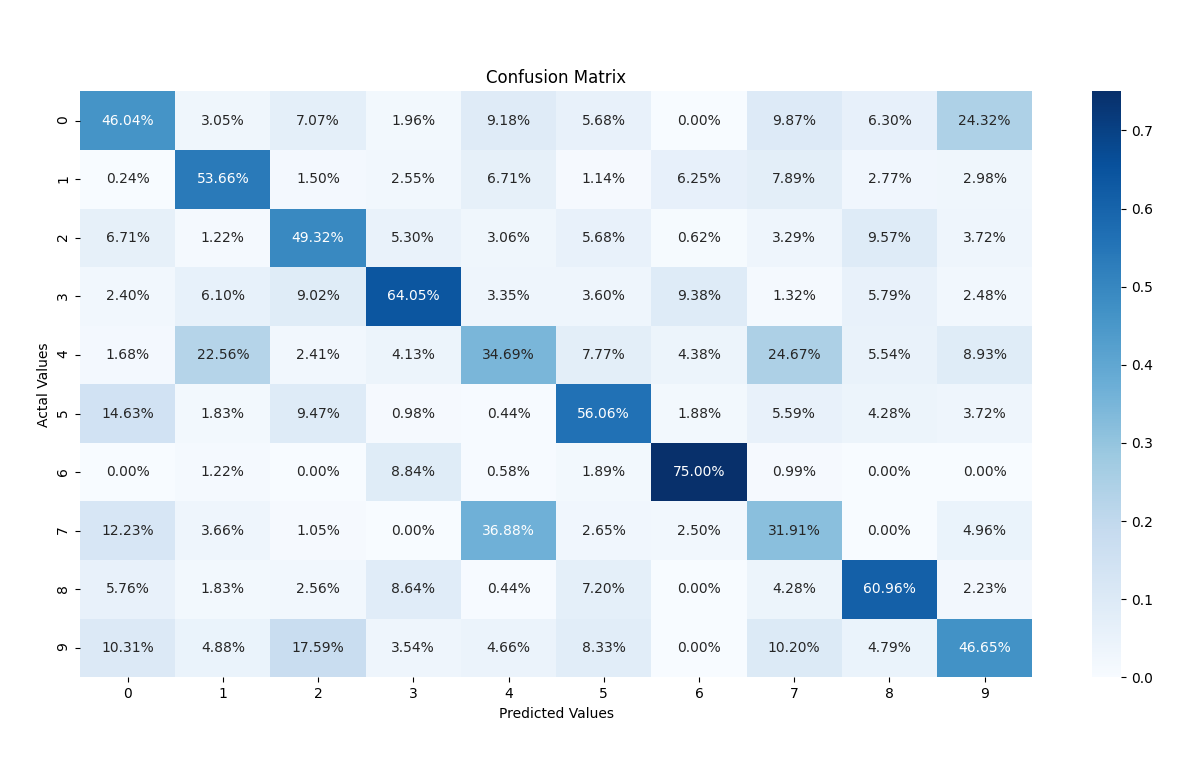 Confusion Matrix
0 46.04% 3.05% 7.07% 1.96% 9.18% 5.68% 0.00% 9.87% 6.30% 24.32%
1 0.24% 53.66% 1.50% 2.55% 6.71% 1.14% 6.25% 7.89% 2.77% 2.98%
2 6.71% 1.22% 49.32% 5.30% 3.06% 5.68% 0.62% 3.29% 9.57% 3.72%
3 2.40% 6.10% 9.02% 64.05% 3.35% 3.60% 9.38% 1.32% 5.79% 2.48%
4 1.68% 22.56% 2.41% 4.13% 34.69% 7.77% 4.38% 24.67% 5.54% 8.93%
5 14.63% 1.83% 9.47% 0.98% 0.44% 56.06% 1.88% 5.59% 4.28% 3.72%
6 0.00% 1.22% 0.00% 8.84% 0.58% 1.89% 75.00% 0.99% 0.00% 0.00%
7 12.23% 3.66% 1.05% 0.00% 36.88% 2.65% 2.50% 31.91% 0.00% 4.96%
8 5.76% 1.83% 2.56% 8.64% 0.44% 7.20% 0.00% 4.28% 60.96% 2.23%
9 10.31% 4.88% 17.59% 3.54% 4.66% 8.33% 0.00% 10.20% 4.79% 46.65%
0 1 2 3 4 5 6 7 8 9
Predicted Values
Actal Values
0.7
0.6
0.5
0.4
0.3
0.2
0.1
0.0